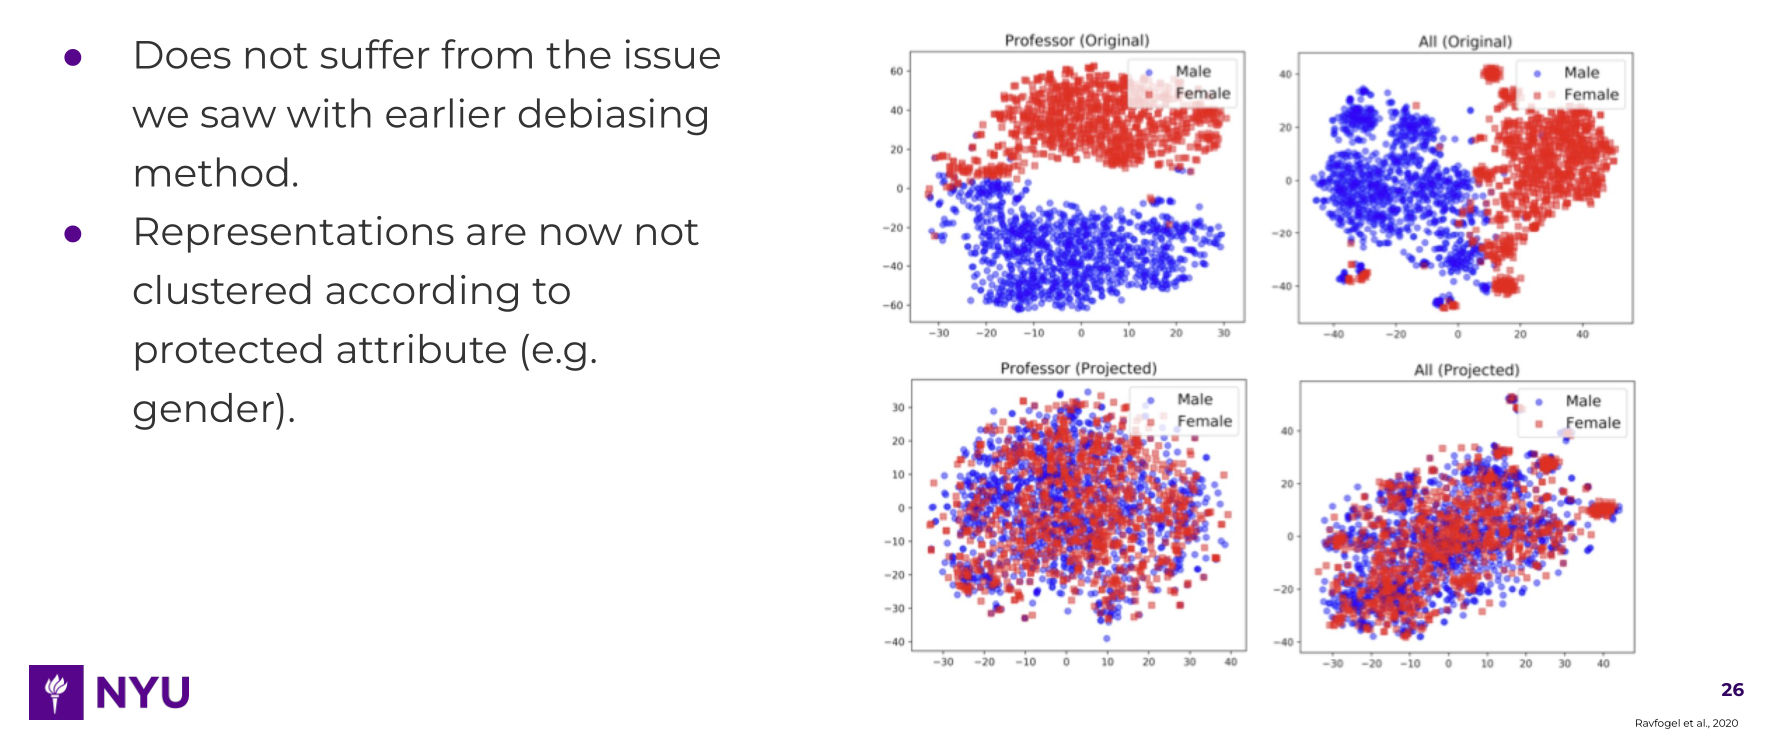 ● Does not suffer from the issue
we saw with earlier debiasing
method.
● Representations are now not
clustered according to
protected attribute (e.g.
gender).
Professor (Original)
Male
Female
60
40
20
0
−20
−40
−60
−30 −20 −10 0 10 20 30
All (Original)
Male
Female
40
20
0
−20
−40
−40 −20 0 20 40
Professor (Projected)
Male
Female
30
20
10
0
−10
−20
−30
−40
−30 −20 −10 0 10 20 30 40
All (Projected)
Male
Female
40
20
0
−20
−40
−30 −20 −10 0 10 20 30 40
NYU
26
Ravfogel et al., 2020